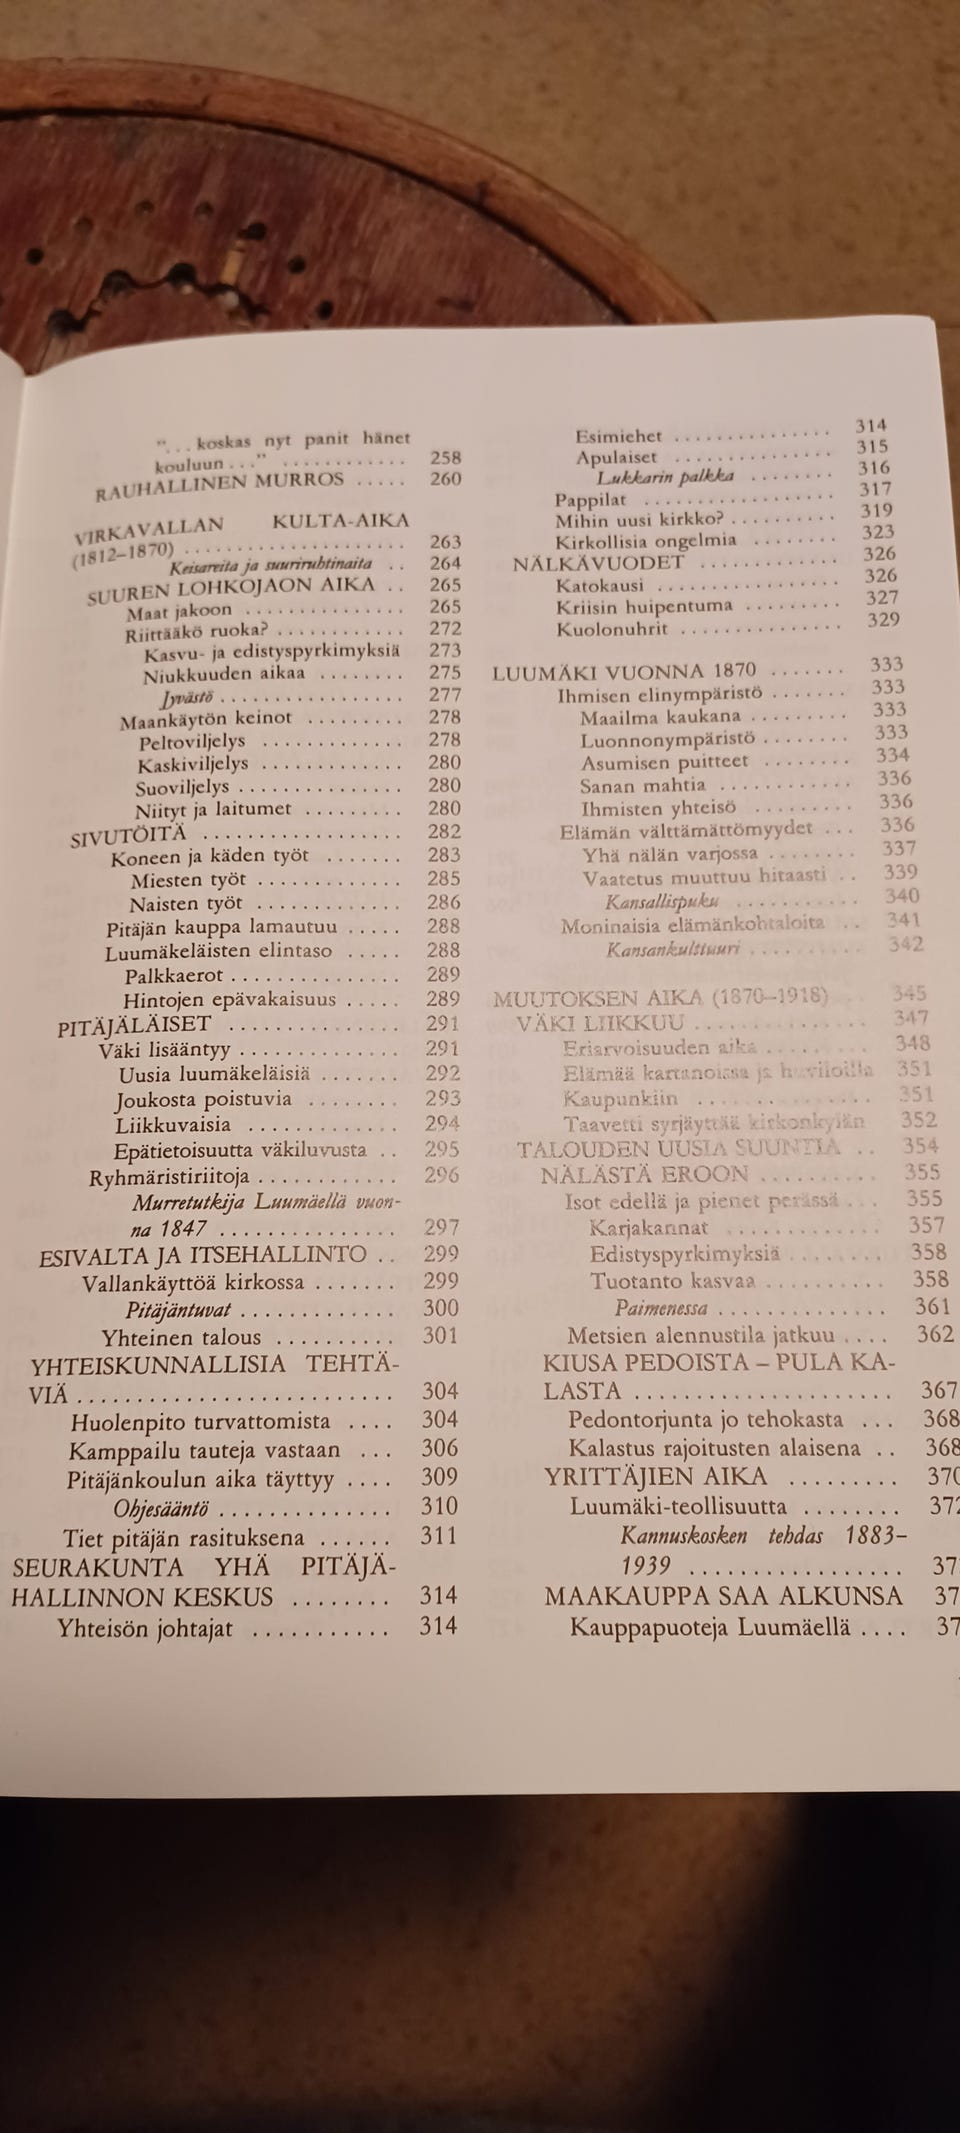 "... koskas nyt panit hänet
kouluun ..." ............ 258
RAUHALLINEN MURROS ..... 260
VIRKAVALLAN KULTA-AIKA
(1812–1870) .................... 263
Keisareita ja suuriruhtinaita .. 264
SUUREN LOHKOJAON AIKA .. 265
Maat jakoon ............... 265
Riittääkö ruoka? ............ 272
Kasvu- ja edistyspyrkimyksiä 273
Niukkuuden aikaa ........ 275
Jyvästö ................. 277
Maankäytön keinot ......... 278
Peltoviljelys ............. 278
Kaskiviljelys ............. 280
Suoviljelys ............... 280
Niityt ja laitumet ......... 280
SIVUTÖITÄ .................. 282
Koneen ja käden työt ....... 283
Miesten työt ............. 285
Naisten työt ............. 286
Pitäjän kauppa lamautuu ..... 288
Luumäkeläisten elintaso ..... 288
Palkkaerot ................ 289
Hintojen epävakaisuus ..... 289
PITÄJÄLÄISET ............... 291
Väki lisääntyy .............. 291
Uusia luumäkeläisiä ....... 292
Joukosta poistuvia ........ 293
Liikkuvaisia ............. 294
Epätietoisuutta väkiluvusta .. 295
Ryhmäristiriitoja ............ 296
Murretutkija Luumäellä vuon-
na 1847 ............... 297
ESIVALTA JA ITSEHALLINTO .. 299
Vallankäyttöä kirkossa ....... 299
Pitäjäntuvat ............. 300
Yhteinen talous .......... 301
YHTEISKUNNALLISIA TEHTÄ-
VIÄ ........................... 304
Huolenpito turvattomista .... 304
Kamppailu tauteja vastaan ... 306
Pitäjänkoulun aika täyttyy .... 309
Ohjesääntö .............. 310
Tiet pitäjän rasituksena ...... 311
SEURAKUNTA YHÄ PITÄJÄ-
HALLINNON KESKUS ........ 314
Yhteisön johtajat ........... 314
Esimiehet ............... 314
Apulaiset ............... 315
Lukkarin palkka ........ 316
Pappilat .................. 317
Mihin uusi kirkko? .......... 319
Kirkollisia ongelmia ........ 323
NÄLKÄVUODET ............. 326
Katokausi ................. 326
Kriisin huipentuma ......... 327
Kuolonuhrit ............... 329
LUUMÄKI VUONNA 1870 ....... 333
Ihmisen elinympäristö ....... 333
Maailma kaukana ......... 333
Luonnonympäristö ........ 333
Asumisen puitteet ........ 334
Sanan mahtia ............ 336
Ihmisten yhteisö ......... 336
Elämän välttämättömyydet ... 336
Yhä nälän varjossa ........ 337
Vaatetus muuttuu hitaasti .. 339
Kansallispuku ........... 340
Moninaisia elämänkohtaloita .. 341
Kansankulttuuri .......... 342
MUUTOKSEN AIKA (1870–1918) .. 345
VÄKI LIIKKUU ............... 347
Eriarvoisuuden aika ......... 348
Elämää kartanoissa ja huviloilla 351
Kaupunkiin .............. 351
Taavetti syrjäyttää kirkonkylän 352
TALOUDEN UUSIA SUUNTIA .. 354
NÄLÄSTÄ EROON .......... 355
Isot edellä ja pienet perässä ... 355
Karjakannat ............. 357
Edistyspyrkimyksiä ........ 358
Tuotanto kasvaa .......... 358
Paimenessa .............. 361
Metsien alennustila jatkuu .... 362
KIUSA PEDOISTA – PULA KA-
LASTA ..................... 367
Pedontorjunta jo tehokasta ... 368
Kalastus rajoitusten alaisena .. 368
YRITTÄJIEN AIKA ......... 370
Luumäki-teollisuutta ........ 372
Kannuskosken tehdas 1883–
1939 ................. 37
MAAKAUPPA SAA ALKUNSA 37
Kauppapuoteja Luumäellä .... 37